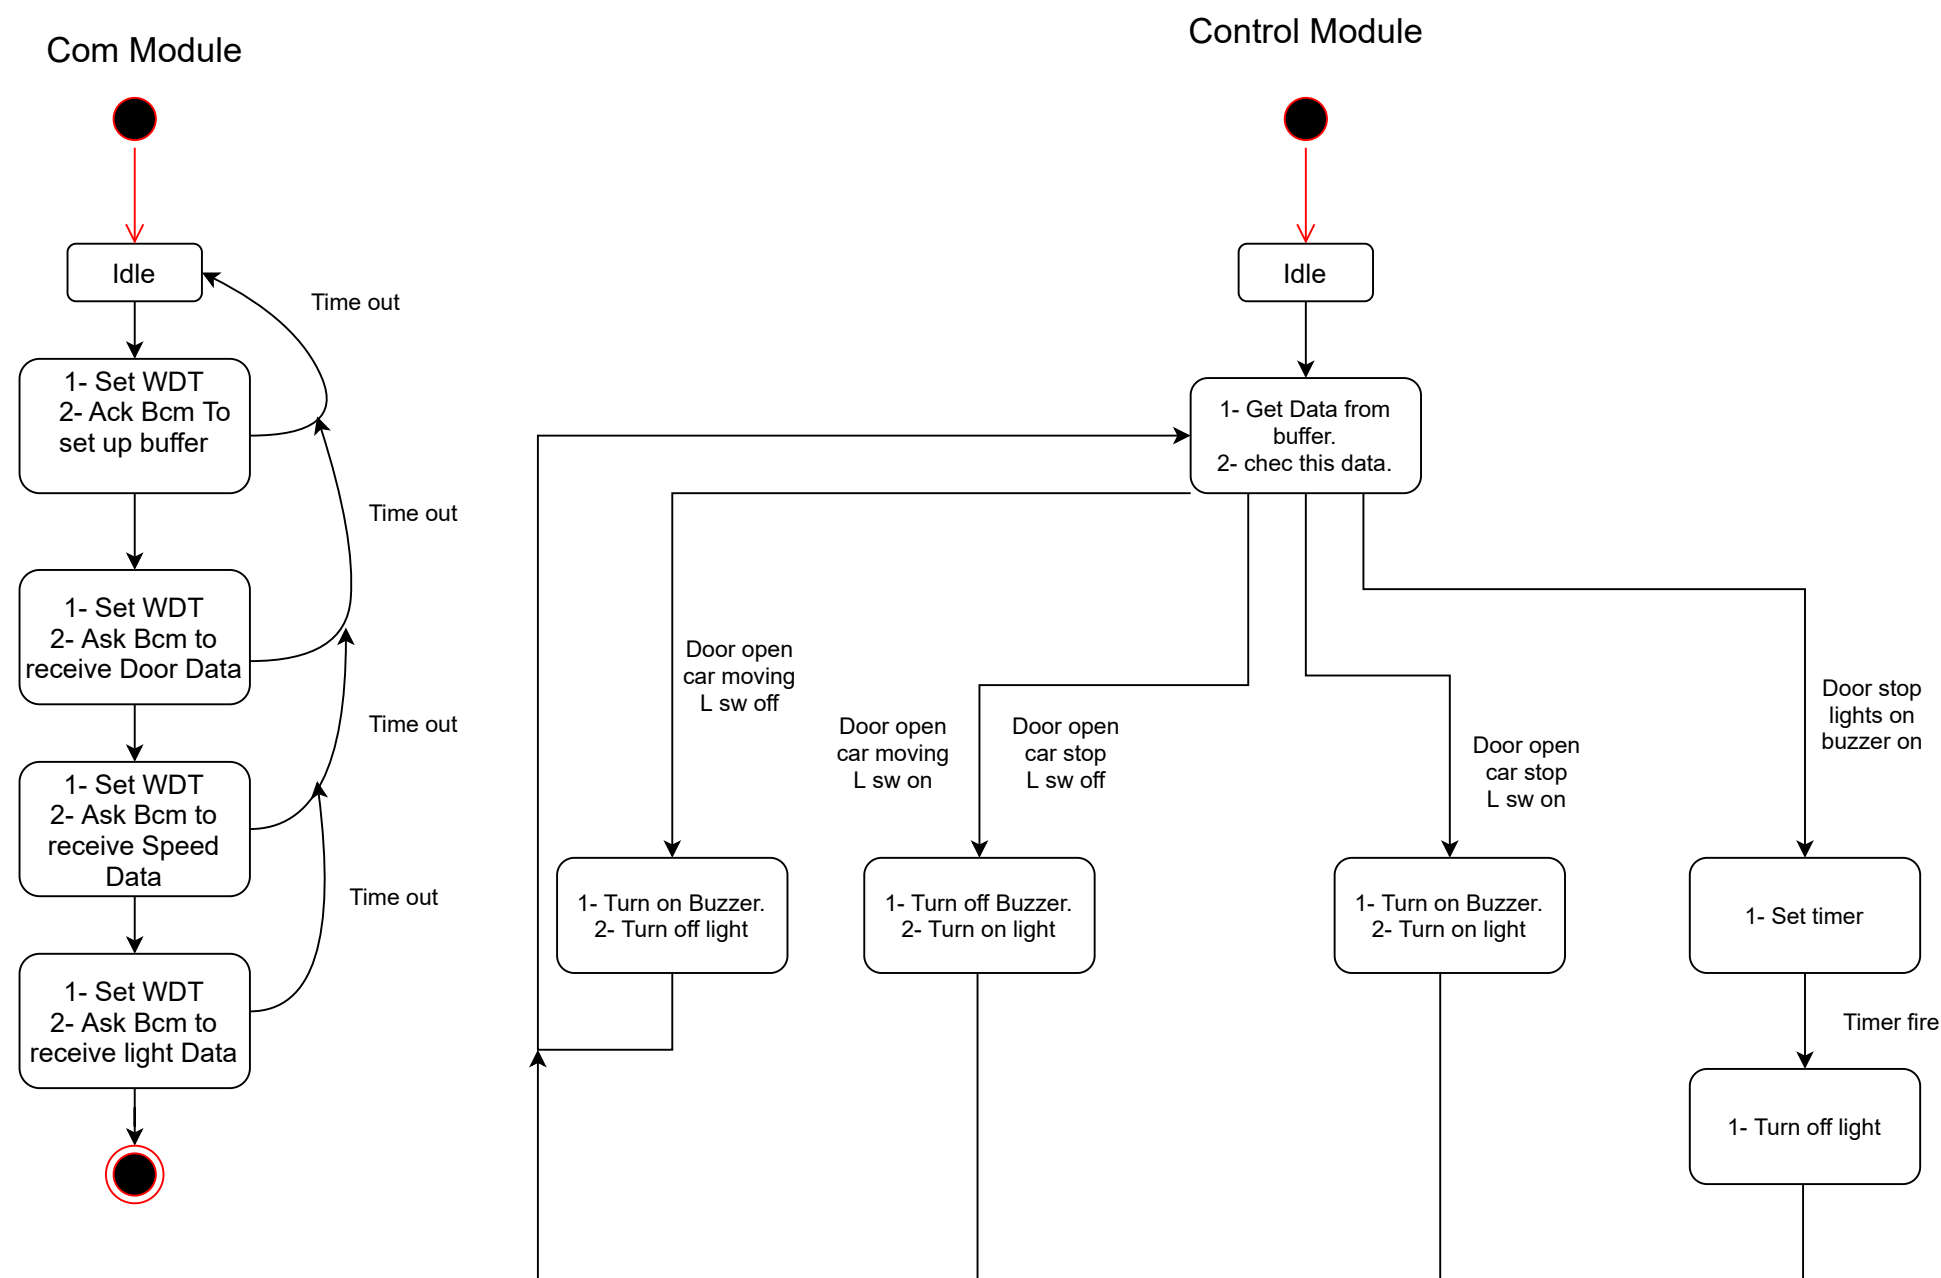 Com Module
Idle
Time out
1- Set WDT
2- Ack Bcm To
set up buffer
Time out
1- Set WDT
2- Ask Bcm to
receive Door Data
Time out
1- Set WDT
2- Ask Bcm to
receive Speed
Data
Time out
1- Set WDT
2- Ask Bcm to
receive light Data
Control Module
Idle
1- Get Data from
buffer.
2- chec this data.
Door open
car moving
L sw off
Door open
car moving
L sw on
Door open
car stop
L sw off
Door open
car stop
L sw on
Door stop
lights on
buzzer on
1- Turn on Buzzer.
2- Turn off light
1- Turn off Buzzer.
2- Turn on light
1- Turn on Buzzer.
2- Turn on light
1- Set timer
Timer fire
1- Turn off light